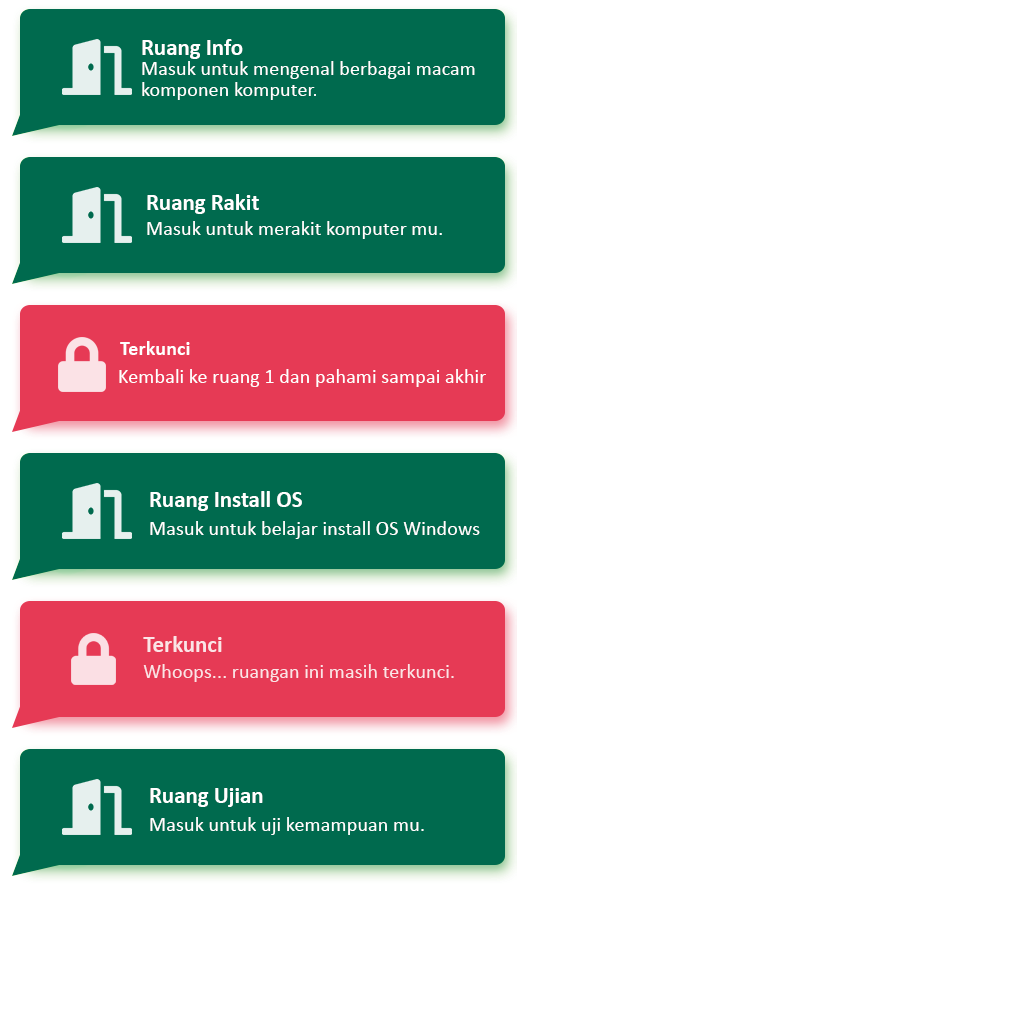 Ruang Info
Masuk untuk mengenal berbagai macam
komponen komputer.
Ruang Rakit
Masuk untuk merakit komputer mu.
Terkunci
Kembali ke ruang 1 dan pahami sampai akhir
Ruang Install OS
Masuk untuk belajar install OS Windows
Terkunci
Whoops... ruangan ini masih terkunci.
Ruang Ujian
Masuk untuk uji kemampuan mu.